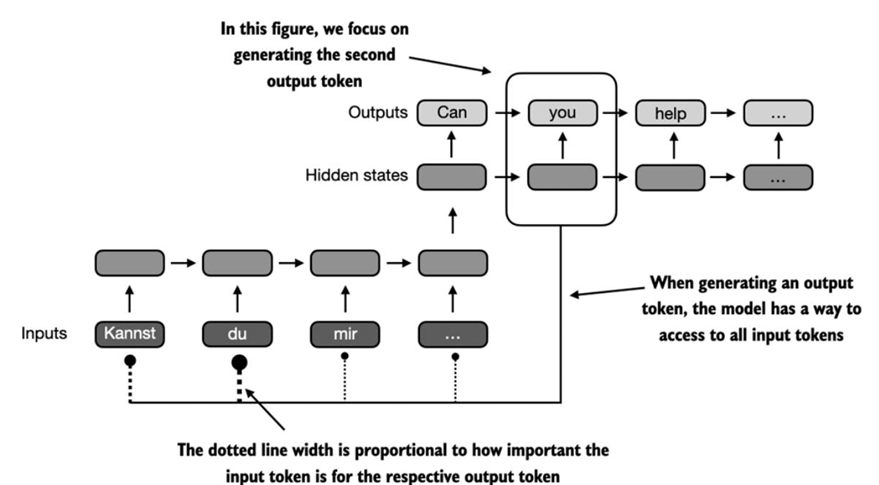 In this figure, we focus on
generating the second
output token
Outputs Can you help ...
Hidden states ...
When generating an output
token, the model has a way to
access to all input tokens
Inputs Kannst du mir ...
The dotted line width is proportional to how important the
input token is for the respective output token